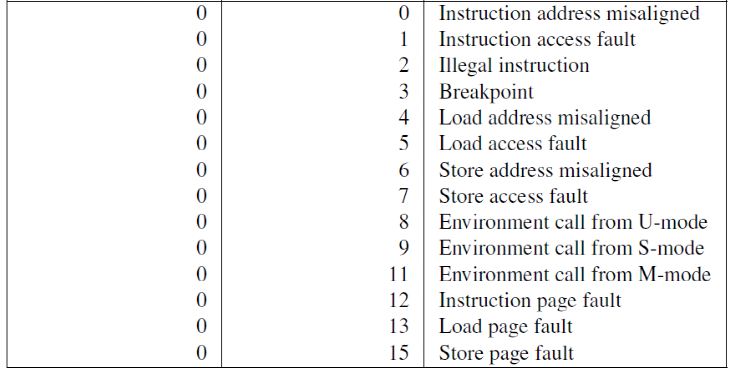 0 0 Instruction address misaligned
0 1 Instruction access fault
0 2 Illegal instruction
0 3 Breakpoint
0 4 Load address misaligned
0 5 Load access fault
0 6 Store address misaligned
0 7 Store access fault
0 8 Environment call from U-mode
0 9 Environment call from S-mode
0 11 Environment call from M-mode
0 12 Instruction page fault
0 13 Load page fault
0 15 Store page fault